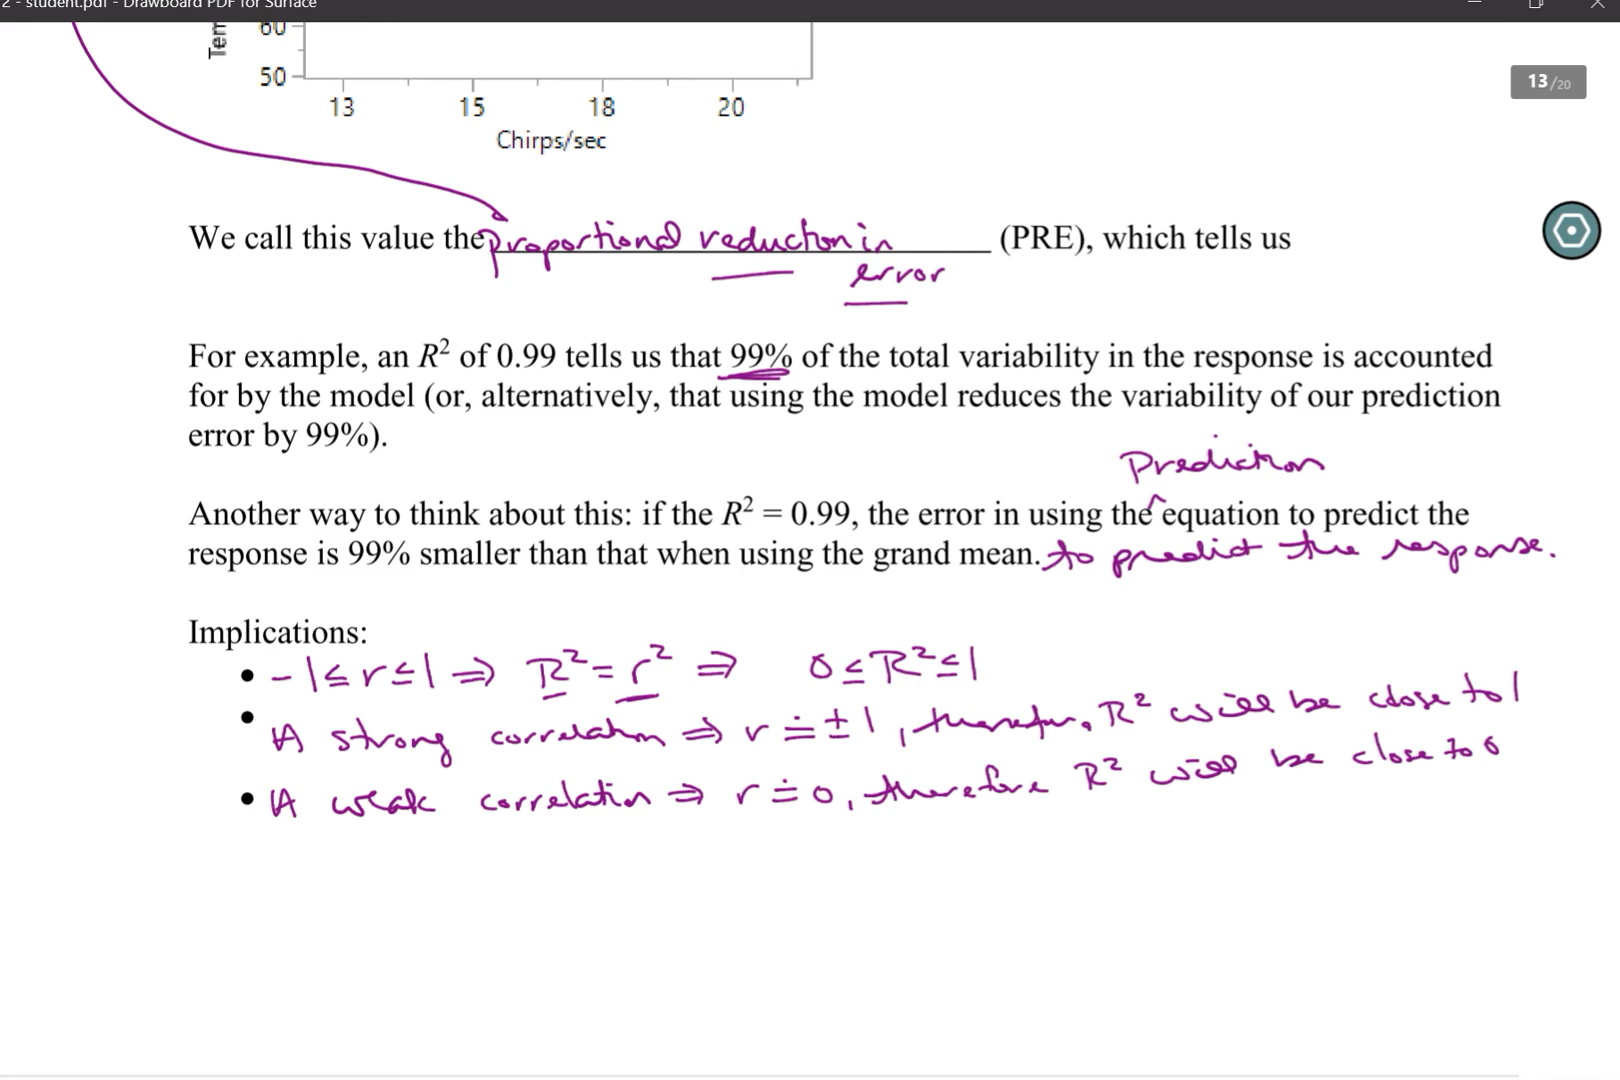 2 - student.pdf - Drawboard PDF for Surface
13/20
60
50
Tem
13 15 18 20
Chirps/sec
We call this value the proportional reduction in (PRE), which tells us
error
For example, an R² of 0.99 tells us that 99% of the total variability in the response is accounted
for by the model (or, alternatively, that using the model reduces the variability of our prediction
error by 99%).
Prediction
Another way to think about this: if the R² = 0.99, the error in using the ^ equation to predict the
response is 99% smaller than that when using the grand mean. to predict the response.
Implications:
• -1 ≤ r ≤ 1 ⇒ R² = r² ⇒ 0 ≤ R² ≤ 1
• A strong correlation ⇒ r ≐ ±1, therefore, R² will be close to 1
• A weak correlation ⇒ r ≐ 0, therefore R² will be close to 0